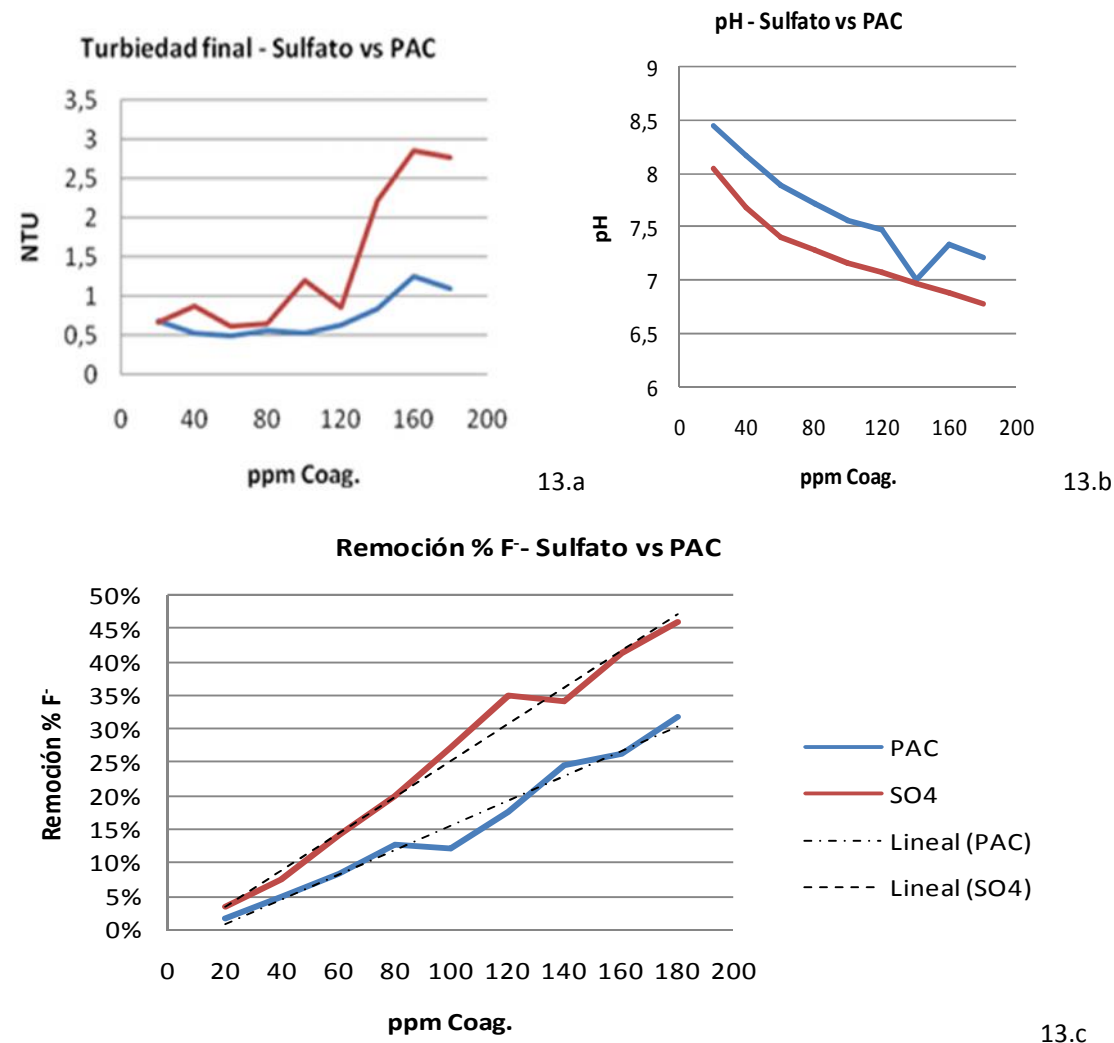 Turbiedad final - Sulfato vs PAC
3,5
3
2,5
2
1,5
1
0,5
0
NTU
0 40 80 120 160 200
ppm Coag.
13.a
pH - Sulfato vs PAC
9
8,5
8
7,5
7
6,5
6
pH
0 40 80 120 160 200
ppm Coag.
13.b
Remoción % F⁻- Sulfato vs PAC
50%
45%
40%
35%
30%
25%
20%
15%
10%
5%
0%
Remoción % F⁻
0 20 40 60 80 100 120 140 160 180 200
ppm Coag.
PAC
SO4
Lineal (PAC)
Lineal (SO4)
13.c